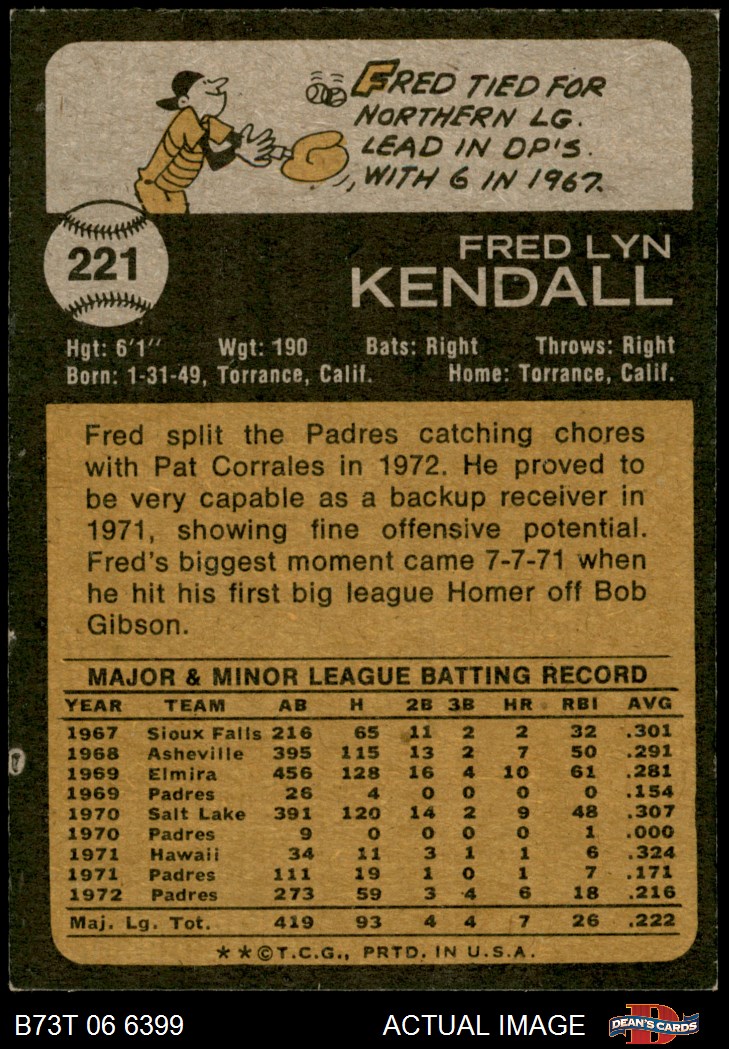 FRED TIED FOR
NORTHERN LG.
LEAD IN DP'S.
WITH 6 IN 1967.
221
FRED LYN
KENDALL
Hgt: 6'1" Wgt: 190 Bats: Right Throws: Right
Born: 1-31-49, Torrance, Calif. Home: Torrance, Calif.
Fred split the Padres catching chores
with Pat Corrales in 1972. He proved to
be very capable as a backup receiver in
1971, showing fine offensive potential.
Fred's biggest moment came 7-7-71 when
he hit his first big league Homer off Bob
Gibson.
MAJOR & MINOR LEAGUE BATTING RECORD
YEAR TEAM AB H 2B 3B HR RBI AVG
1967 Sioux Falls 216 65 11 2 2 32 .301
1968 Asheville 395 115 13 2 7 50 .291
1969 Elmira 456 128 16 4 10 61 .281
1969 Padres 26 4 0 0 0 0 .154
1970 Salt Lake 391 120 14 2 9 48 .307
1970 Padres 9 0 0 0 0 1 .000
1971 Hawaii 34 11 3 1 1 6 .324
1971 Padres 111 19 1 0 1 7 .171
1972 Padres 273 59 3 4 6 18 .216
Maj. Lg. Tot. 419 93 4 4 7 26 .222
**©T.C.G., PRTD. IN U.S.A.
B73T 06 6399 ACTUAL IMAGE DEAN'S CARDS